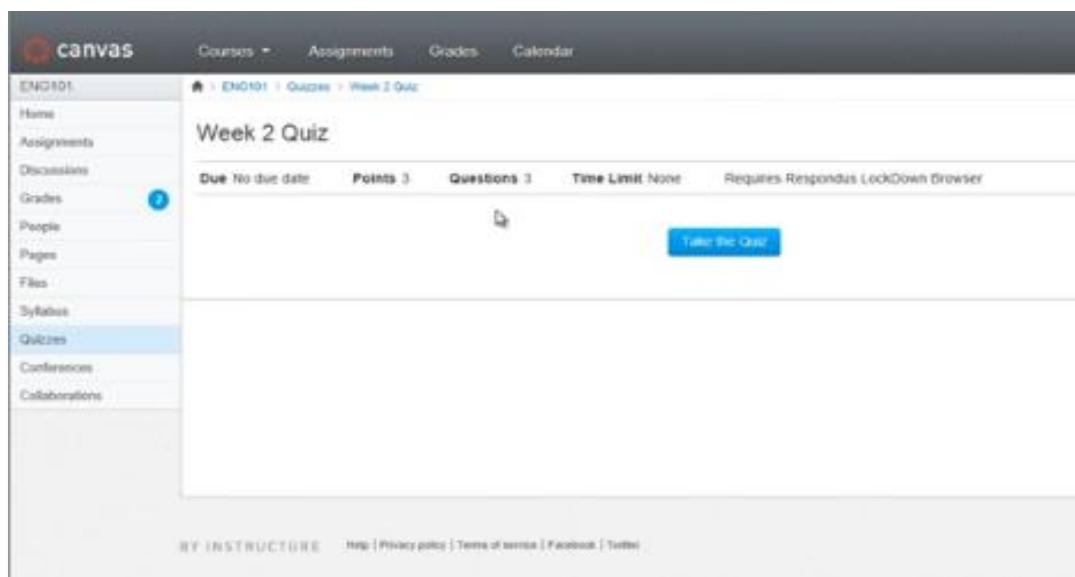 canvas
Courses Assignments Grades Calendar
ENG101
Home
Assignments
Discussions
Grades 2
People
Pages
Files
Syllabus
Quizzes
Conferences
Collaborations
ENG101 Quizzes Week 2 Quiz
Week 2 Quiz
Due No due date Points 3 Questions 3 Time Limit None Requires Respondus LockDown Browser
Take the Quiz
BY INSTRUCTURE Help | Privacy policy | Terms of service | Facebook | Twitter